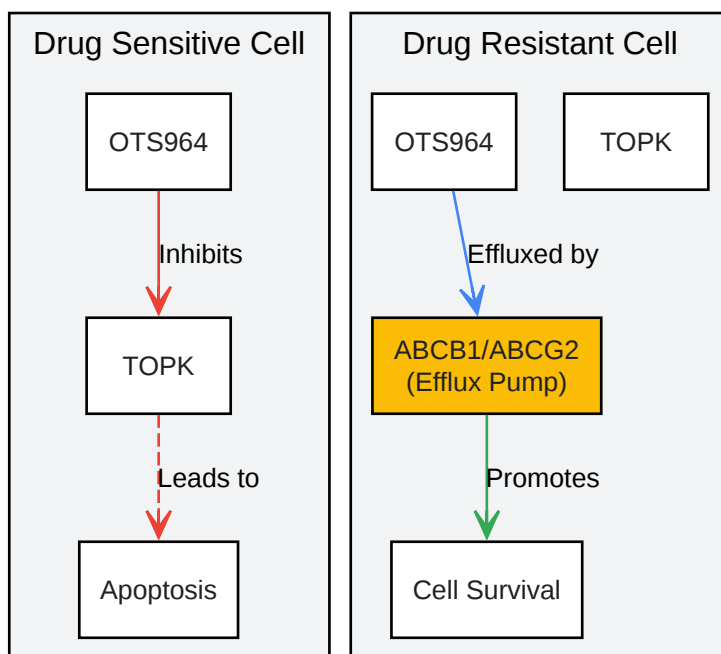 Drug Sensitive Cell
OTS964
Inhibits
TOPK
Leads to
Apoptosis
Drug Resistant Cell
OTS964
TOPK
Effluxed by
ABCB1/ABCG2
(Efflux Pump)
Promotes
Cell Survival